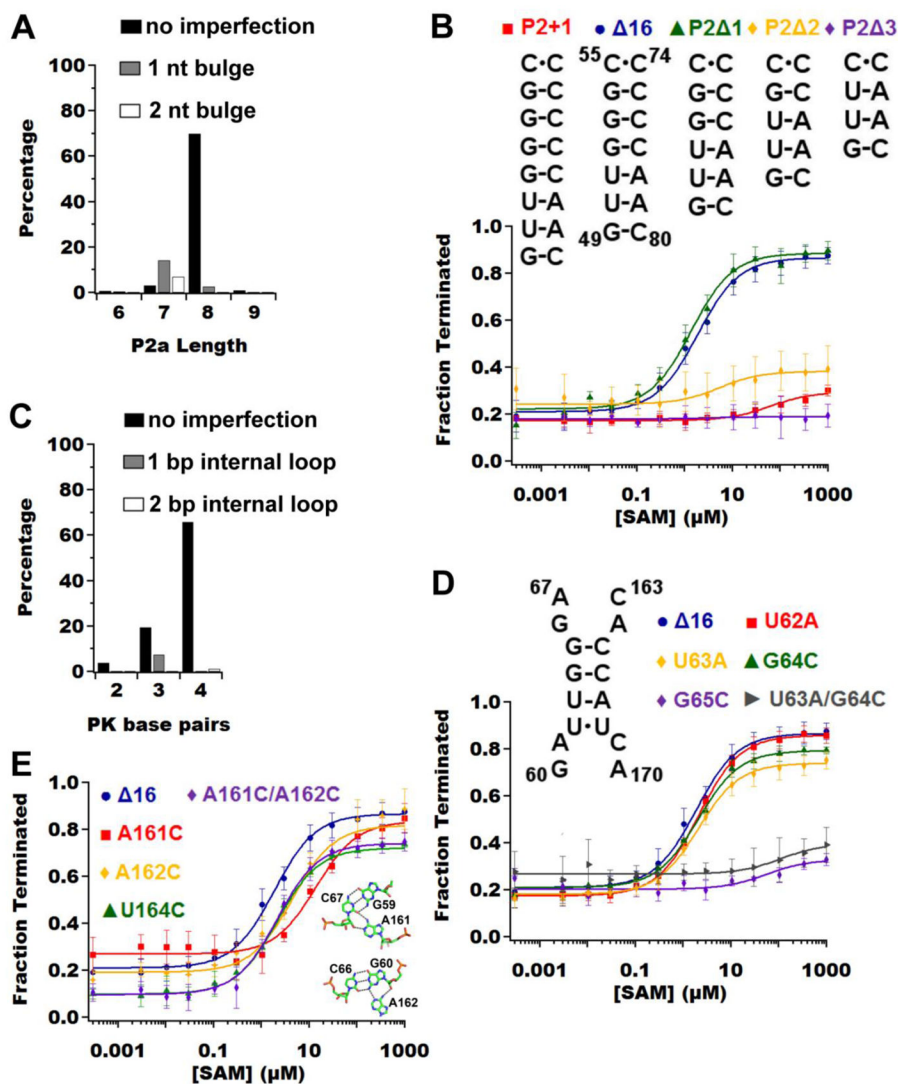 A
no imperfection
1 nt bulge
2 nt bulge
Percentage
100
80
60
40
20
0
6 7 8 9
P2a Length
B
P2+1 Δ16 P2Δ1 P2Δ2 P2Δ3
C·C 55C·C74 C·C C·C C·C
G-C G-C G-C G-C U-A
G-C G-C G-C U-A U-A
G-C G-C U-A U-A G-C
G-C U-A U-A G-C
U-A U-A G-C
U-A 49G-C80
G-C
Fraction Terminated
1.0
0.8
0.6
0.4
0.2
0.0
0.001 0.1 10 1000
[SAM] (μM)
C
no imperfection
1 bp internal loop
2 bp internal loop
Percentage
100
80
60
40
20
0
2 3 4
PK base pairs
D
67 A C 163
G A
G-C
G-C
U-A
U·U
A C
60 G A 170
Δ16 U62A
U63A G64C
G65C U63A/G64C
Fraction Terminated
1.0
0.8
0.6
0.4
0.2
0.0
0.001 0.1 10 1000
[SAM] (μM)
E
Δ16 A161C/A162C
A161C
A162C
U164C
C67
G59
A161
C66 G60
A162
Fraction Terminated
1.0
0.8
0.6
0.4
0.2
0.0
0.001 0.1 10 1000
[SAM] (μM)